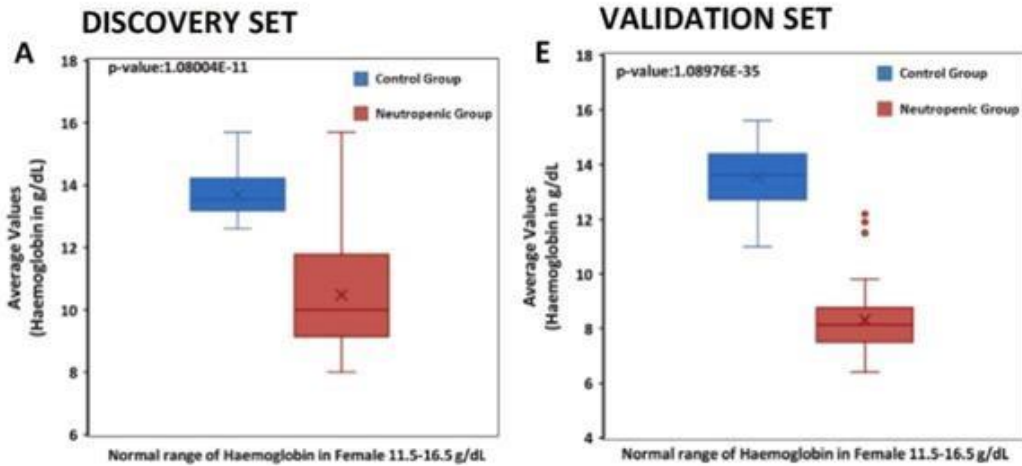 DISCOVERY SET
VALIDATION SET
A
p-value:1.08004E-11
Control Group
Neutropenic Group
18
16
14
12
10
8
6
Average Values
(Haemoglobin in g/dL)
Normal range of Haemoglobin in Female 11.5-16.5 g/dL
E
p-value:1.08976E-35
Control Group
Neutropenic Group
18
16
14
12
10
8
6
4
Average Values
(Haemoglobin in g/dL
Normal range of Haemoglobin in Female 11.5-16.5 g/dL